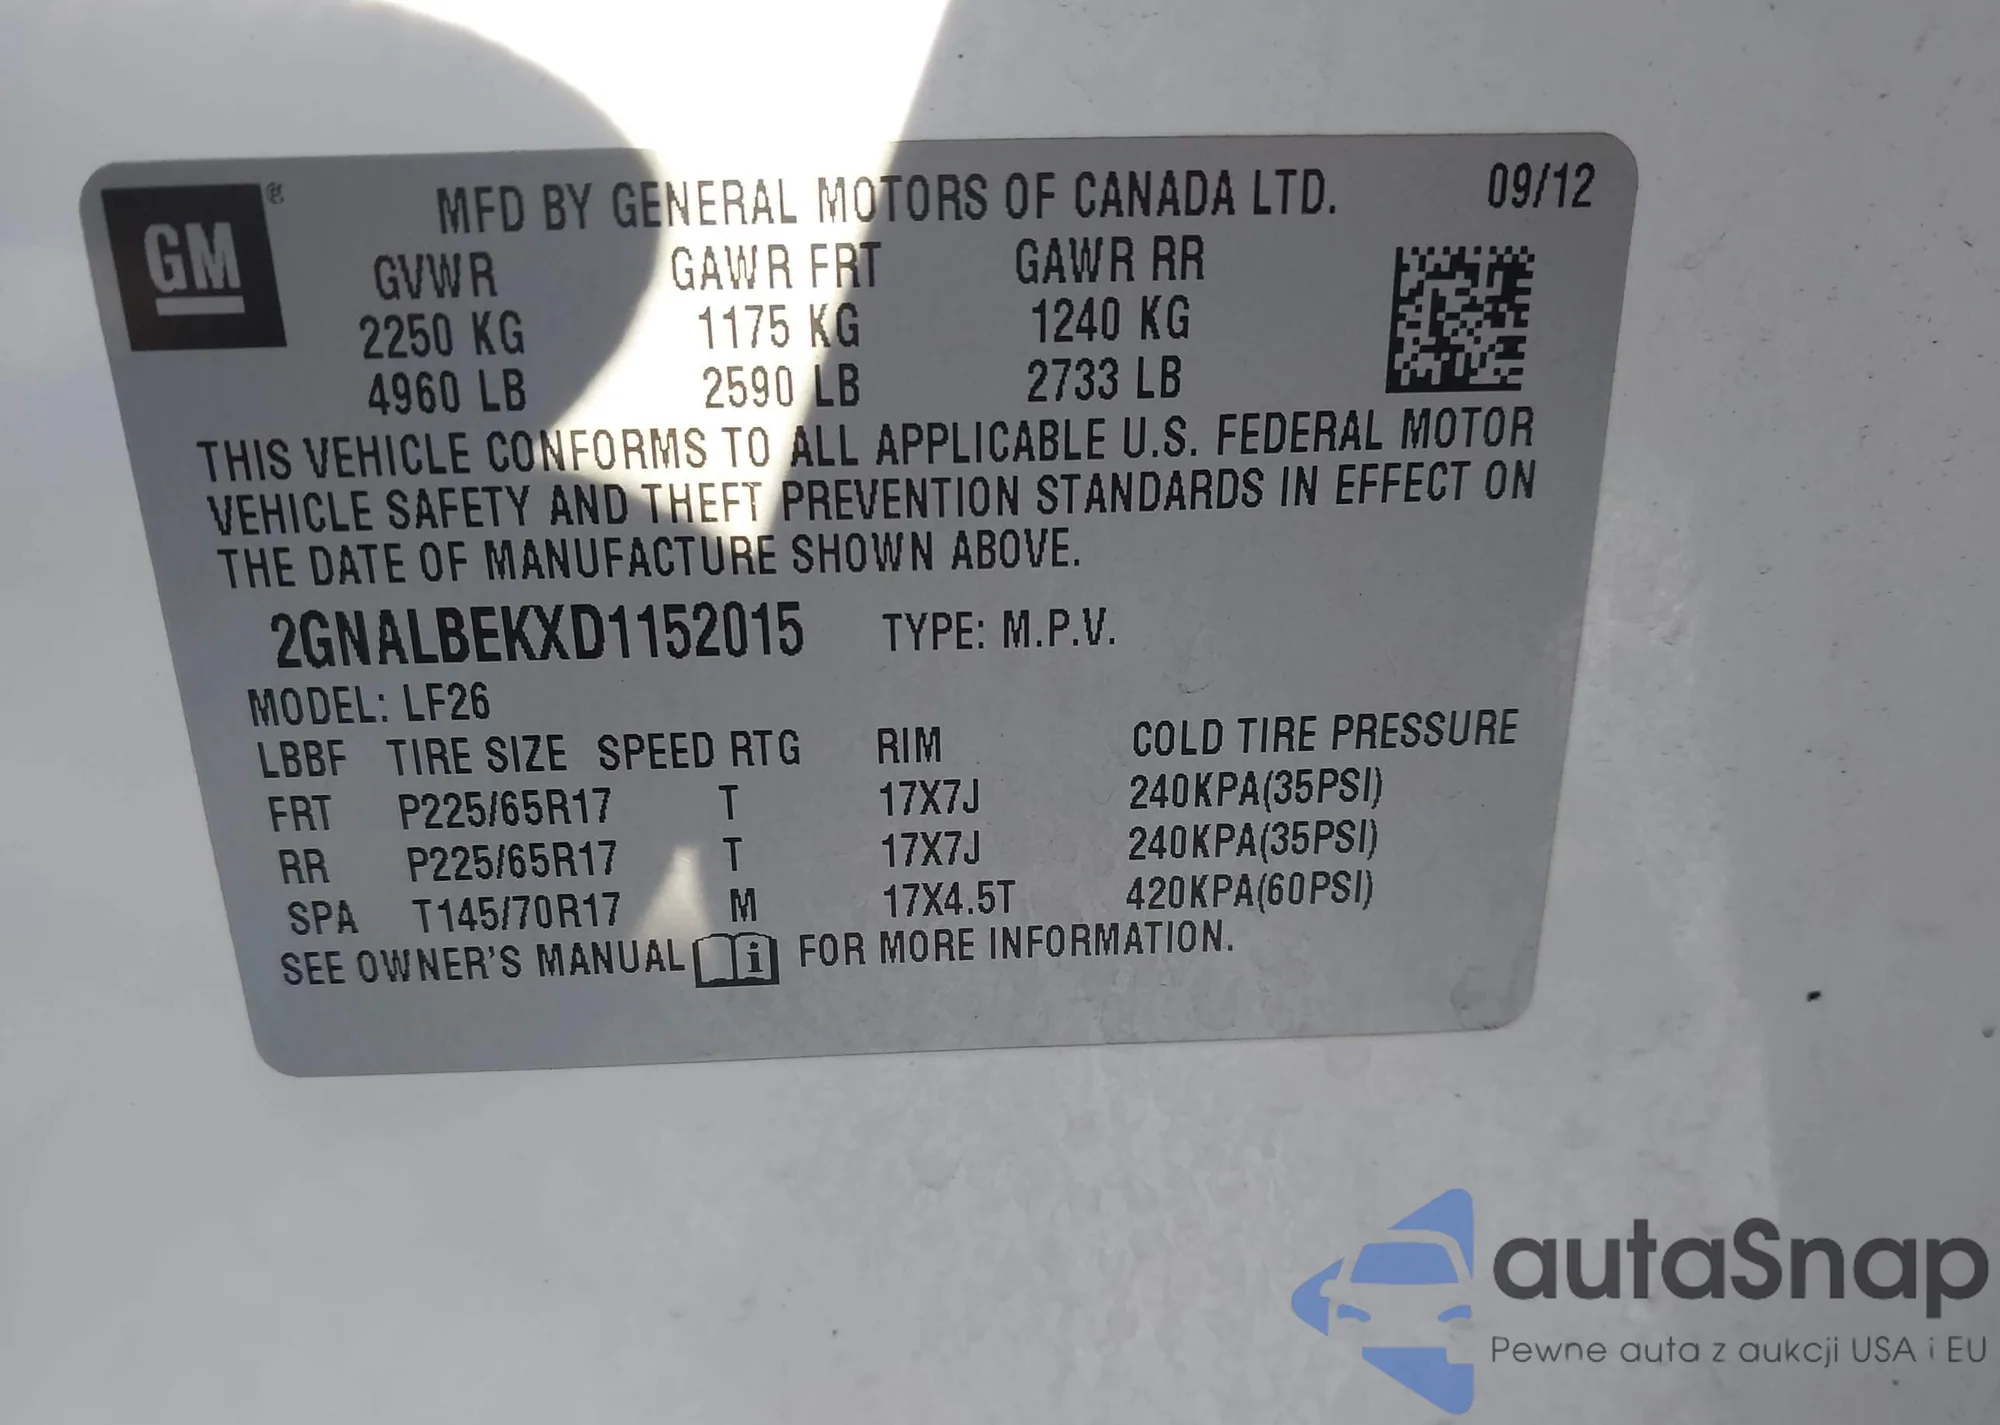 GM ® MFD BY GENERAL MOTORS OF CANADA LTD. 09/12
GVWR GAWR FRT GAWR RR
2250 KG 1175 KG 1240 KG
4960 LB 2590 LB 2733 LB
THIS VEHICLE CONFORMS TO ALL APPLICABLE U.S. FEDERAL MOTOR
VEHICLE SAFETY AND THEFT PREVENTION STANDARDS IN EFFECT ON
THE DATE OF MANUFACTURE SHOWN ABOVE.
2GNALBEKXD1152015 TYPE: M.P.V.
MODEL: LF26
LBBF TIRE SIZE SPEED RTG RIM COLD TIRE PRESSURE
FRT P225/65R17 T 17X7J 240KPA(35PSI)
RR P225/65R17 T 17X7J 240KPA(35PSI)
SPA T145/70R17 M 17X4.5T 420KPA(60PSI)
SEE OWNER'S MANUAL i FOR MORE INFORMATION.
autaSnap
Pewne auta z aukcji USA i EU